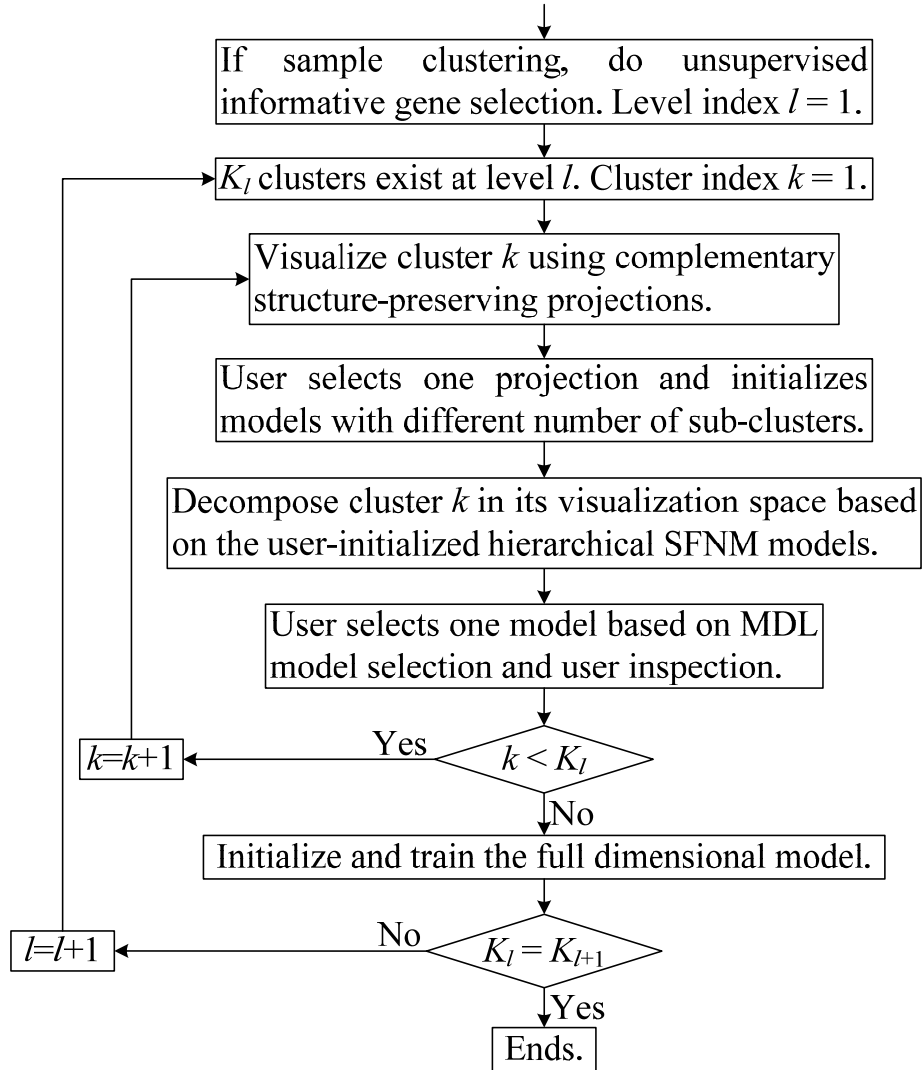 If sample clustering, do unsupervised
informative gene selection. Level index l = 1.
K_l clusters exist at level l. Cluster index k = 1.
Visualize cluster k using complementary
structure-preserving projections.
User selects one projection and initializes
models with different number of sub-clusters.
Decompose cluster k in its visualization space based
on the user-initialized hierarchical SFNM models.
User selects one model based on MDL
model selection and user inspection.
Yes
k=k+1
k < K_l
No
Initialize and train the full dimensional model.
No
l=l+1
K_l = K_{l+1}
Yes
Ends.